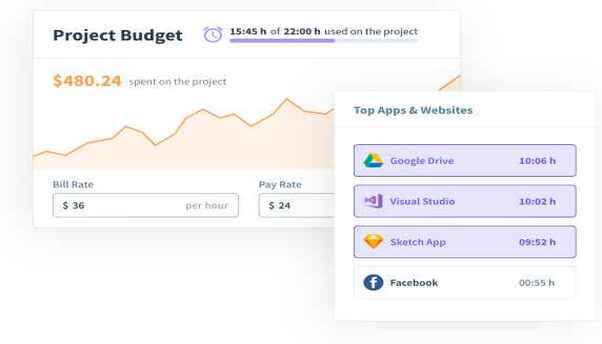 Project Budget
15:45 h of 22:00 h used on the project
$480.24 spent on the project
Bill Rate
$ 36 per hour
Pay Rate
$ 24
Top Apps & Websites
Google Drive 10:06 h
Visual Studio 10:02 h
Sketch App 09:52 h
Facebook 00:55 h